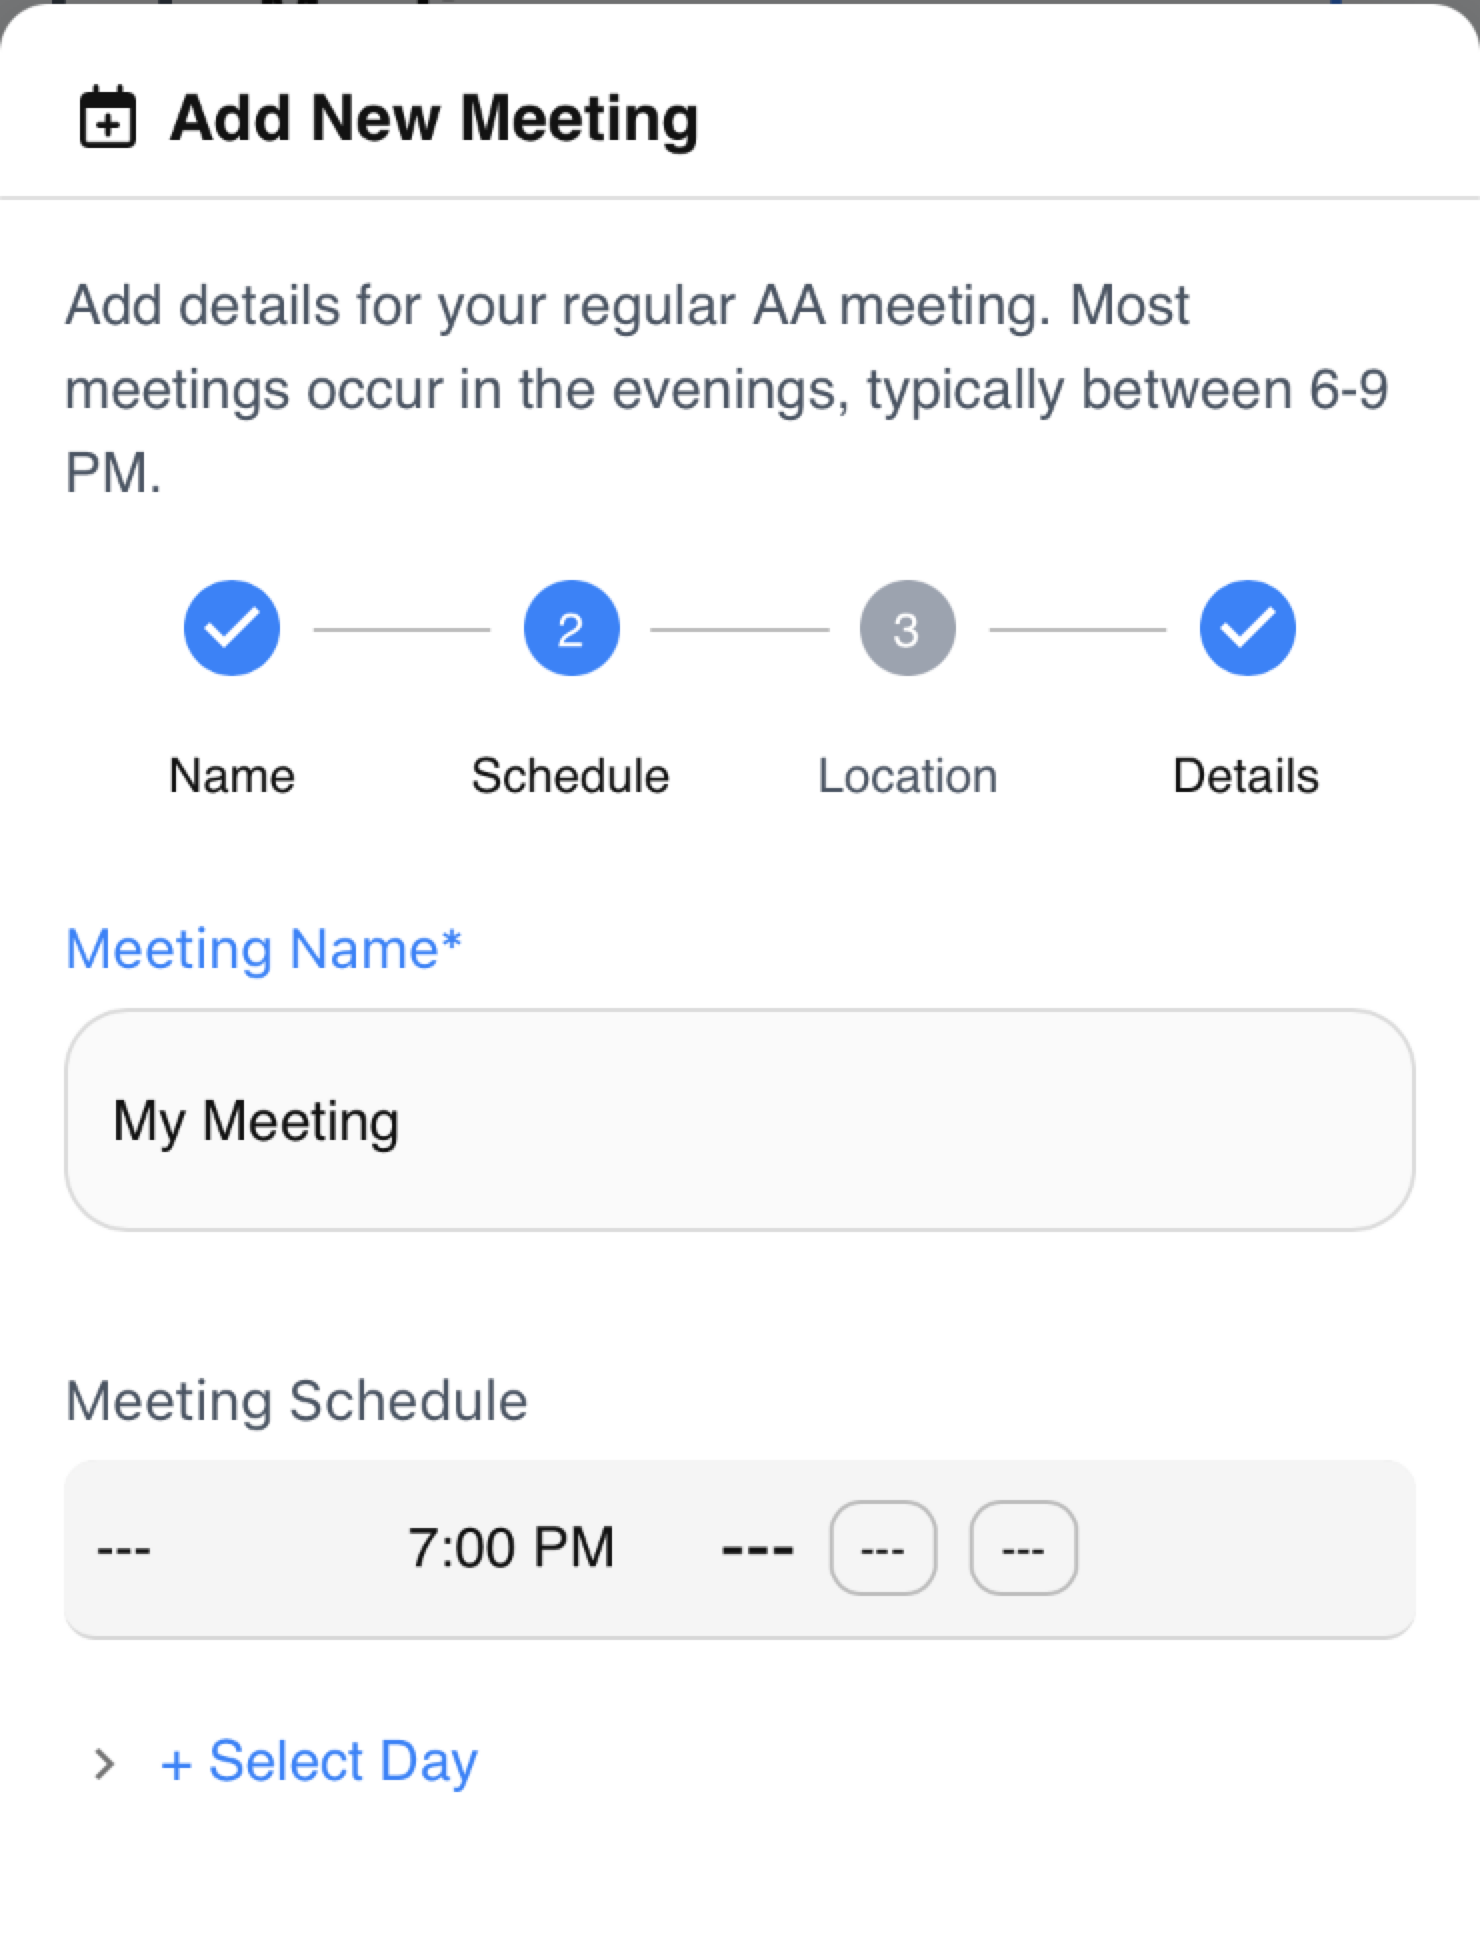 Add New Meeting
Add details for your regular AA meeting. Most
meetings occur in the evenings, typically between 6-9
PM.
2
3
Name
Schedule
Location
Details
Meeting Name*
My Meeting
Meeting Schedule
--- 7:00 PM --- --- ---
+ Select Day